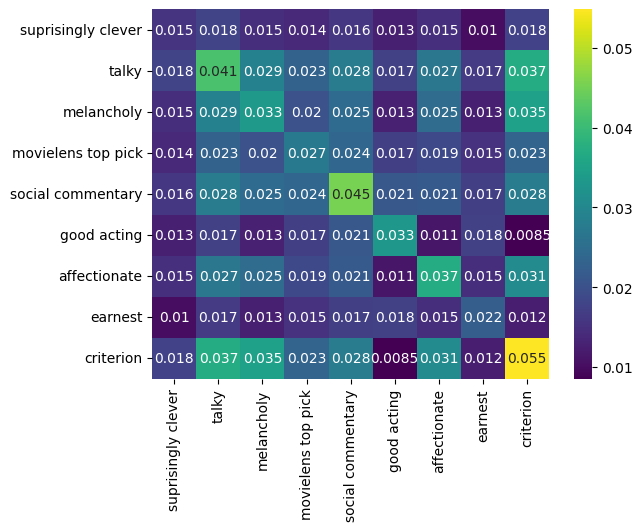 suprisingly clever 0.015 0.018 0.015 0.014 0.016 0.013 0.015 0.01 0.018
talky 0.018 0.041 0.029 0.023 0.028 0.017 0.027 0.017 0.037
melancholy 0.015 0.029 0.033 0.02 0.025 0.013 0.025 0.013 0.035
movielens top pick 0.014 0.023 0.02 0.027 0.024 0.017 0.019 0.015 0.023
social commentary 0.016 0.028 0.025 0.024 0.045 0.021 0.021 0.017 0.028
good acting 0.013 0.017 0.013 0.017 0.021 0.033 0.011 0.018 0.0085
affectionate 0.015 0.027 0.025 0.019 0.021 0.011 0.037 0.015 0.031
earnest 0.01 0.017 0.013 0.015 0.017 0.018 0.015 0.022 0.012
criterion 0.018 0.037 0.035 0.023 0.028 0.0085 0.031 0.012 0.055
suprisingly clever
talky
melancholy
movielens top pick
social commentary
good acting
affectionate
earnest
criterion
0.05
0.04
0.03
0.02
0.01